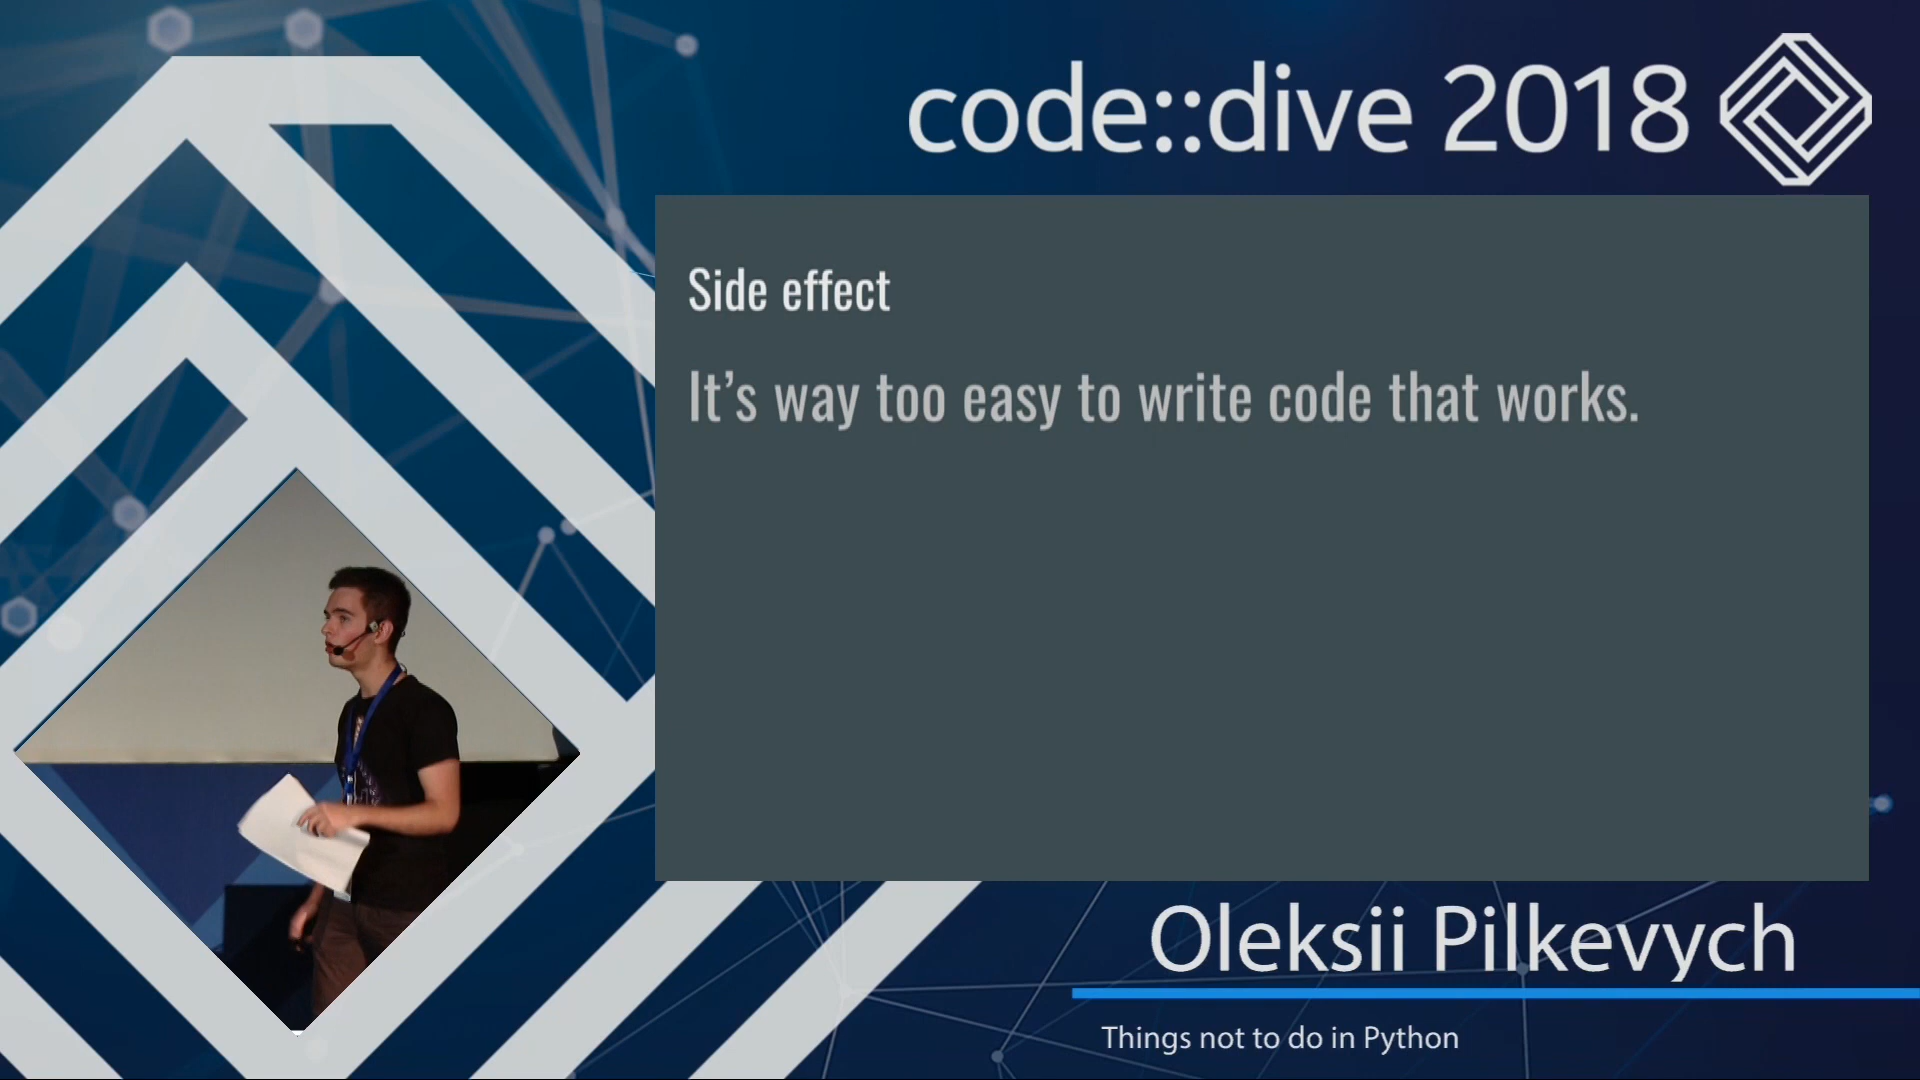 code::dive 2018
Side effect
It's way too easy to write code that works.
Oleksii Pilkevych
Things not to do in Python